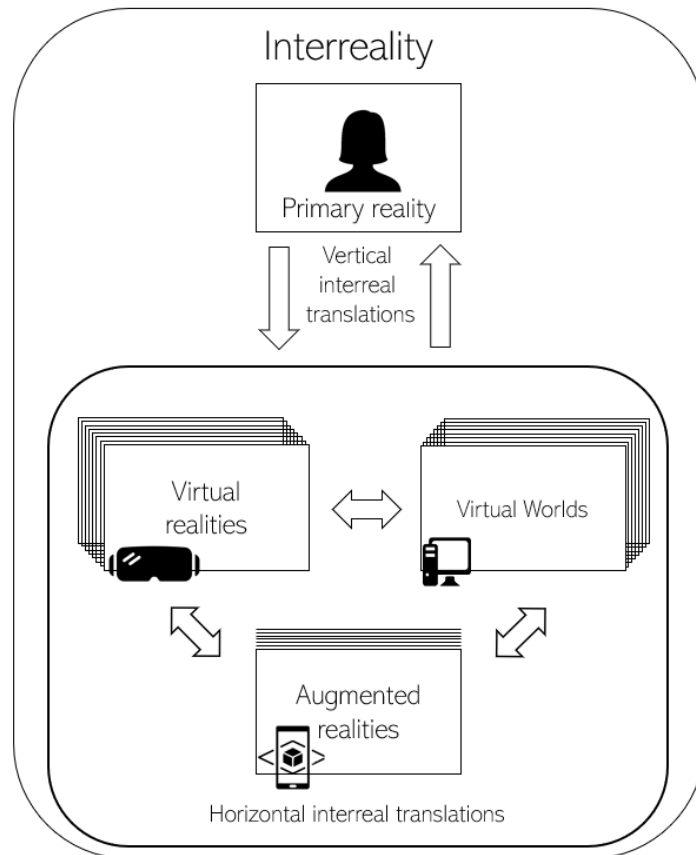 Interreality
Primary reality
Vertical
interreal
translations
Virtual
realities
Virtual Worlds
Augmented
realities
Horizontal interreal translations